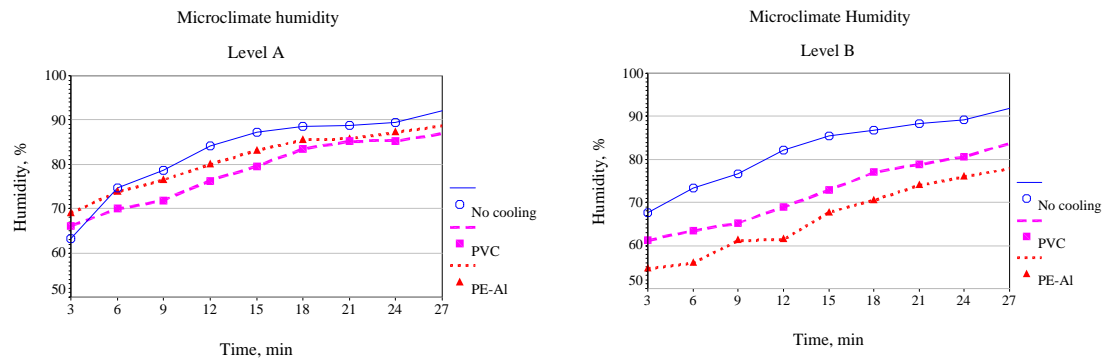 Microclimate humidity
Level A
100
90
80
70
60
50
3 6 9 12 15 18 21 24 27
Humidity, %
Time, min
No cooling
PVC
PE-Al
Microclimate Humidity
Level B
100
90
80
70
60
50
3 6 9 12 15 18 21 24 27
Humidity, %
Time, min
No cooling
PVC
PE-Al